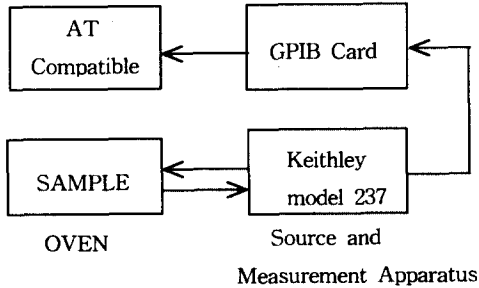 AT
Compatible
GPIB Card
SAMPLE
Keithley
model 237
OVEN
Source and
Measurement Apparatus